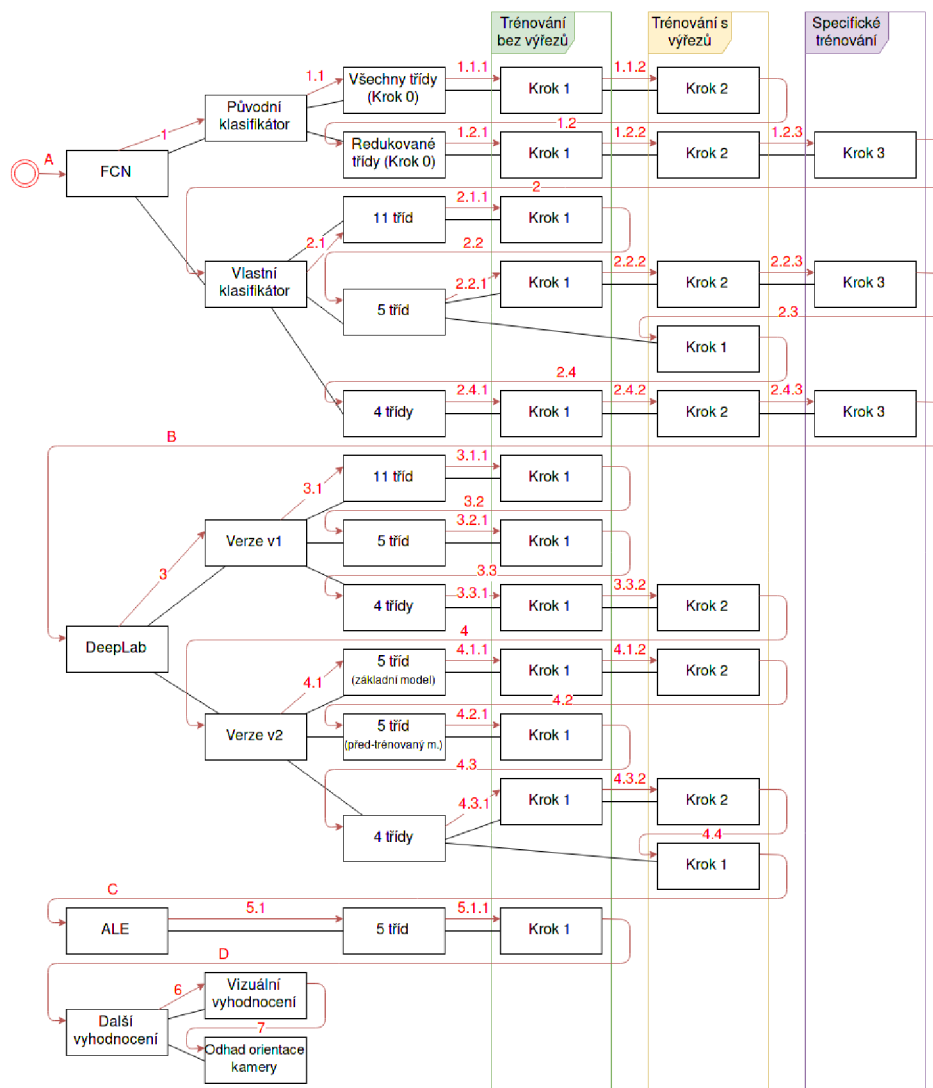 Trénování
bez výřezů
Trénování s
výřezů
Specifické
trénování
1.1
Všechny třídy
(Krok 0)
1.1.1
Krok 1
1.1.2
Krok 2
Původní
klasifikátor
1
1.2
Redukované
třídy (Krok 0)
1.2.1
Krok 1
1.2.2
Krok 2
1.2.3
Krok 3
A
FCN
2
11 tříd
2.1.1
Krok 1
2.1
2.2
Vlastní
klasifikátor
5 tříd
2.2.1
Krok 1
2.2.2
Krok 2
2.2.3
Krok 3
2.3
Krok 1
2.4
4 třídy
2.4.1
Krok 1
2.4.2
Krok 2
2.4.3
Krok 3
B
11 tříd
3.1.1
Krok 1
3.1
3.2
Verze v1
5 tříd
3.2.1
Krok 1
3
3.3
4 třídy
3.3.1
Krok 1
3.3.2
Krok 2
DeepLab
4
5 tříd
(základní model)
4.1.1
Krok 1
4.1.2
Krok 2
4.1
4.2
Verze v2
5 tříd
(před-trénovaný m.)
4.2.1
Krok 1
4.3
4 třídy
4.3.1
Krok 1
4.3.2
Krok 2
4.4
Krok 1
C
ALE
5.1
5 tříd
5.1.1
Krok 1
D
6
Vizuální
vyhodnocení
Další
vyhodnocení
7
Odhad orientace
kamery